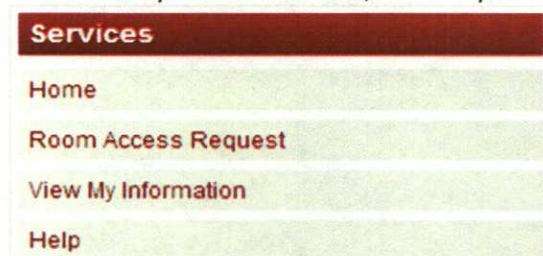 Services
Home
Room Access Request
View My Information
Help